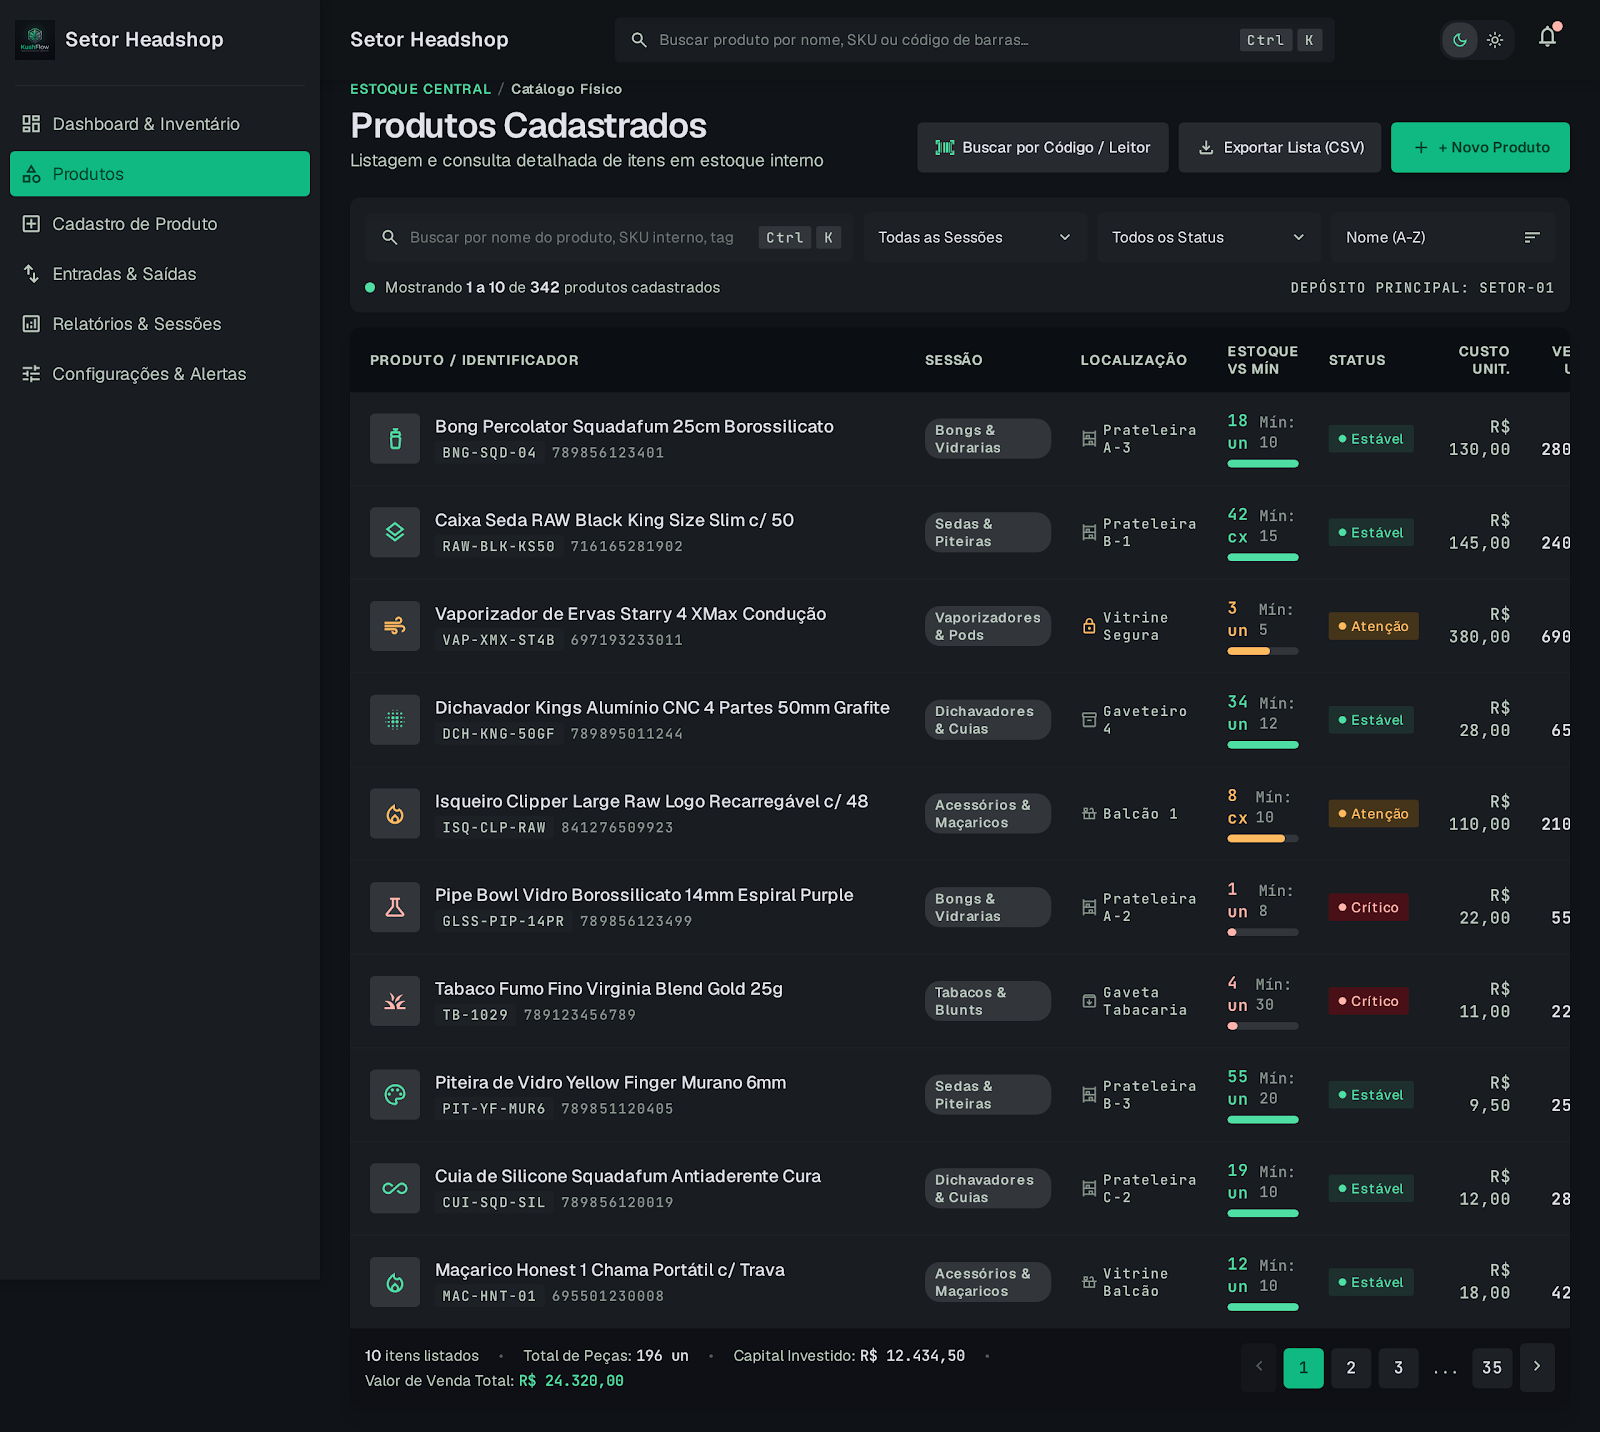 KushFlow
Setor Headshop
Dashboard & Inventário
Produtos
Cadastro de Produto
Entradas & Saídas
Relatórios & Sessões
Configurações & Alertas
Setor Headshop
Buscar produto por nome, SKU ou código de barras…
Ctrl K
ESTOQUE CENTRAL / Catálogo Físico
Produtos Cadastrados
Listagem e consulta detalhada de itens em estoque interno
Buscar por Código / Leitor
Exportar Lista (CSV)
+ Novo Produto
Buscar por nome do produto, SKU interno, tag
Ctrl K
Todas as Sessões
Todos os Status
Nome (A-Z)
Mostrando 1 a 10 de 342 produtos cadastrados
DEPÓSITO PRINCIPAL: SETOR-01
PRODUTO / IDENTIFICADOR
SESSÃO
LOCALIZAÇÃO
ESTOQUE
VS MÍN
STATUS
CUSTO
UNIT.
VE
Bong Percolator Squadafum 25cm Borossilicato
BNG-SQD-04 789856123401
Bongs &
Vidrarias
Prateleira
A-3
18 Mín:
un 10
Estável
R$
130,00
280
Caixa Seda RAW Black King Size Slim c/ 50
RAW-BLK-KS50 716165281902
Sedas &
Piteiras
Prateleira
B-1
42 Mín:
cx 15
Estável
R$
145,00
240
Vaporizador de Ervas Starry 4 XMax Condução
VAP-XMX-ST4B 697193233011
Vaporizadores
& Pods
Vitrine
Segura
3 Mín:
un 5
Atenção
R$
380,00
690
Dichavador Kings Alumínio CNC 4 Partes 50mm Grafite
DCH-KNG-50GF 789895011244
Dichavadores
& Cuias
Gaveteiro
4
34 Mín:
un 12
Estável
R$
28,00
65
Isqueiro Clipper Large Raw Logo Recarregável c/ 48
ISQ-CLP-RAW 841276509923
Acessórios &
Maçaricos
Balcão 1
8 Mín:
cx 10
Atenção
R$
110,00
210
Pipe Bowl Vidro Borossilicato 14mm Espiral Purple
GLSS-PIP-14PR 789856123499
Bongs &
Vidrarias
Prateleira
A-2
1 Mín:
un 8
Crítico
R$
22,00
55
Tabaco Fumo Fino Virginia Blend Gold 25g
TB-1029 789123456789
Tabacos &
Blunts
Gaveta
Tabacaria
4 Mín:
un 30
Crítico
R$
11,00
22
Piteira de Vidro Yellow Finger Murano 6mm
PIT-YF-MUR6 789851120405
Sedas &
Piteiras
Prateleira
B-3
55 Mín:
un 20
Estável
R$
9,50
25
Cuia de Silicone Squadafum Antiaderente Cura
CUI-SQD-SIL 789856120019
Dichavadores
& Cuias
Prateleira
C-2
19 Mín:
un 10
Estável
R$
12,00
28
Maçarico Honest 1 Chama Portátil c/ Trava
MAC-HNT-01 695501230008
Acessórios &
Maçaricos
Vitrine
Balcão
12 Mín:
un 10
Estável
R$
18,00
42
10 itens listados • Total de Peças: 196 un • Capital Investido: R$ 12.434,50 •
Valor de Venda Total: R$ 24.320,00
1 2 3 ... 35